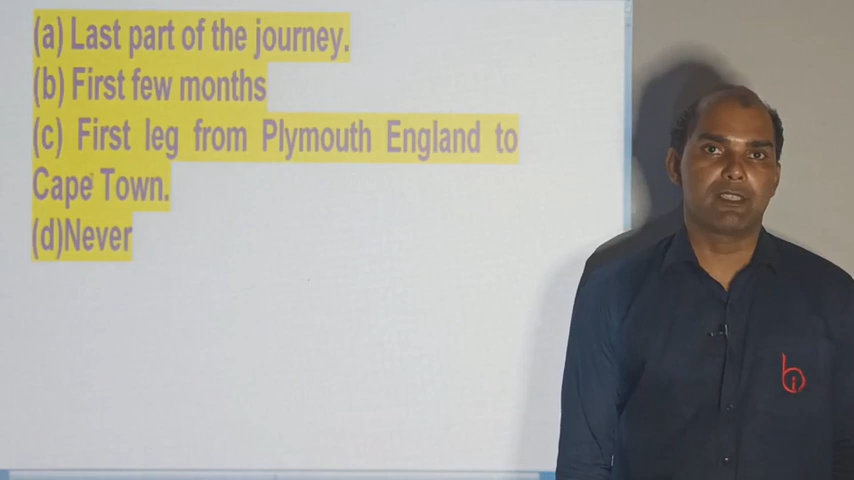 (a) Last part of the journey.
(b) First few months
(c) First leg from Plymouth England to
Cape Town.
(d)Never